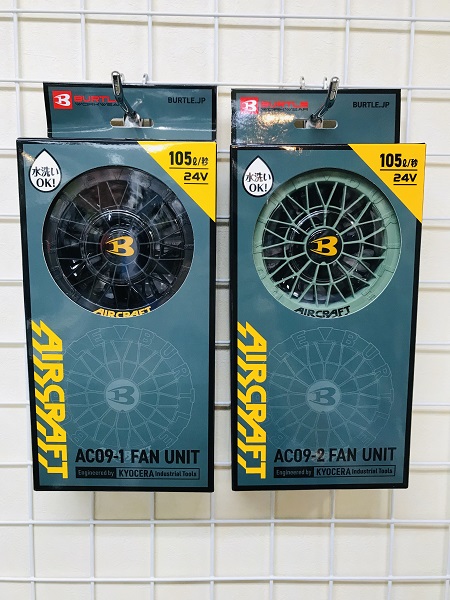 BURTLE
WORKWEAR
BURTLE.JP
水洗い
OK!
105ℓ/秒
24V
B
AIRCRAFT
AIRCRAFT
B
AC09-1 FAN UNIT
Engineered by KYOCERA Industrial Tools
BURTLE
BURTLE.JP
水洗い
OK!
105ℓ/秒
24V
B
AIRCRAFT
AIRCRAFT
B
AC09-2 FAN UNIT
Engineered by KYOCERA Industrial Tools